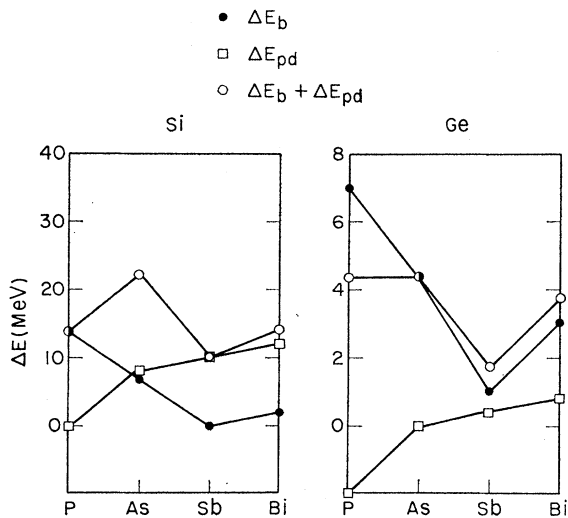 ● ΔE_b
□ ΔE_pd
○ ΔE_b + ΔE_pd
Si
Ge
ΔE (MeV)
40
30
20
10
0
P As Sb Bi
8
6
4
2
0
P As Sb Bi